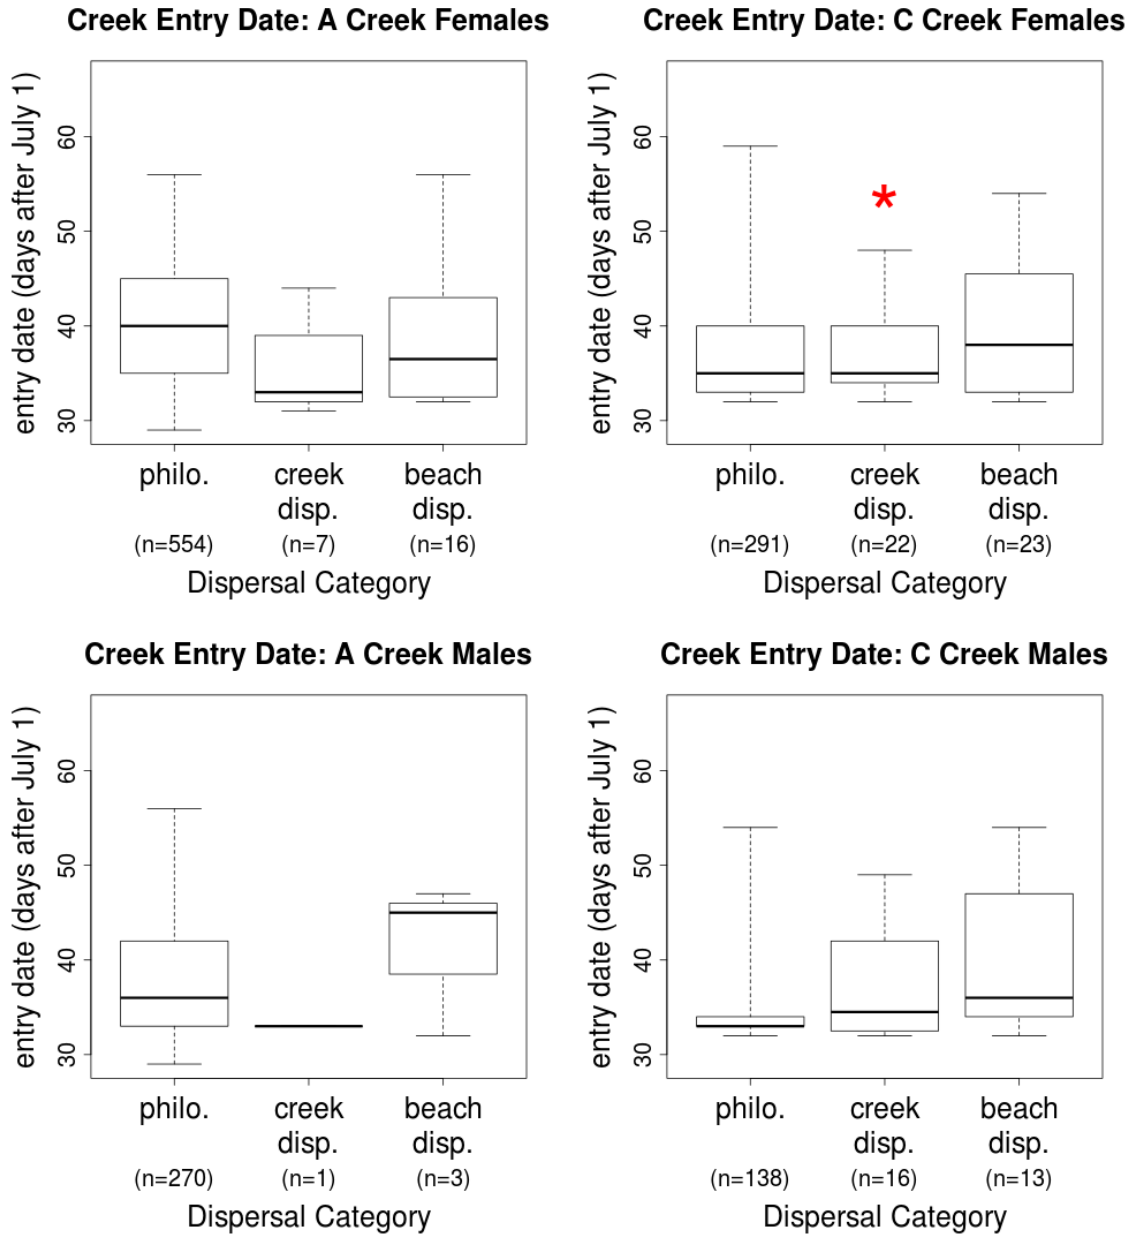 Creek Entry Date: A Creek Females
entry date (days after July 1)
60
50
40
30
philo.
creek
disp.
beach
disp.
(n=554)
(n=7)
(n=16)
Dispersal Category
Creek Entry Date: C Creek Females
entry date (days after July 1)
60
50
40
30
*
philo.
creek
disp.
beach
disp.
(n=291)
(n=22)
(n=23)
Dispersal Category
Creek Entry Date: A Creek Males
entry date (days after July 1)
60
50
40
30
philo.
creek
disp.
beach
disp.
(n=270)
(n=1)
(n=3)
Dispersal Category
Creek Entry Date: C Creek Males
entry date (days after July 1)
60
50
40
30
philo.
creek
disp.
beach
disp.
(n=138)
(n=16)
(n=13)
Dispersal Category